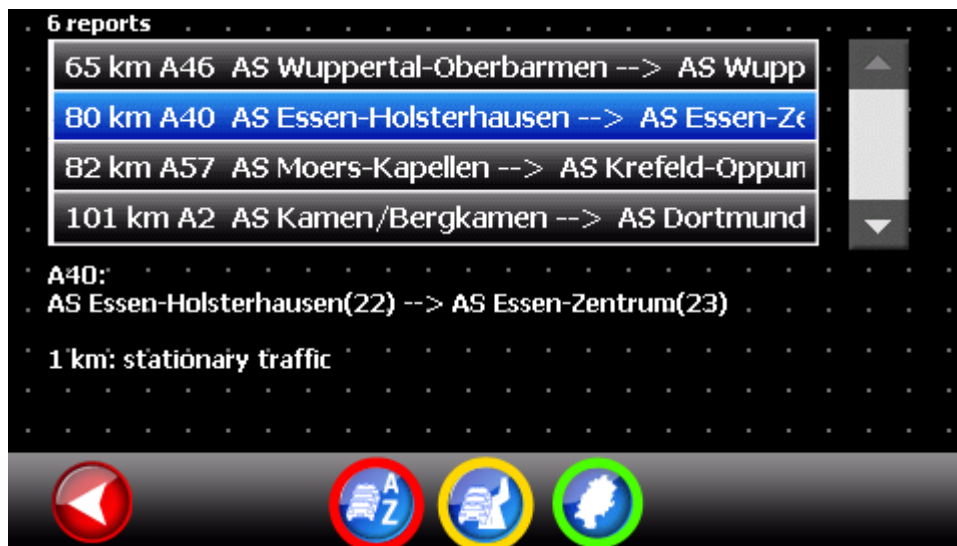 6 reports
65 km A46 AS Wuppertal-Oberbarmen --> AS Wupp
80 km A40 AS Essen-Holsterhausen --> AS Essen-Ze
82 km A57 AS Moers-Kapellen --> AS Krefeld-Oppum
101 km A2 AS Kamen/Bergkamen --> AS Dortmund
A40:
AS Essen-Holsterhausen(22) --> AS Essen-Zentrum(23)
1 km: stationary traffic
A
Z